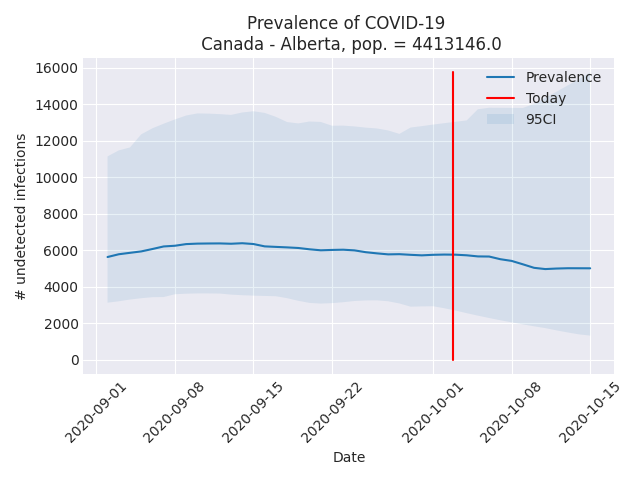 Prevalence of COVID-19
Canada - Alberta, pop. = 4413146.0
16000
14000
12000
10000
8000
6000
4000
2000
0
# undetected infections
Prevalence
Today
95CI
2020-09-01
2020-09-08
2020-09-15
2020-09-22
2020-10-01
2020-10-08
2020-10-15
Date